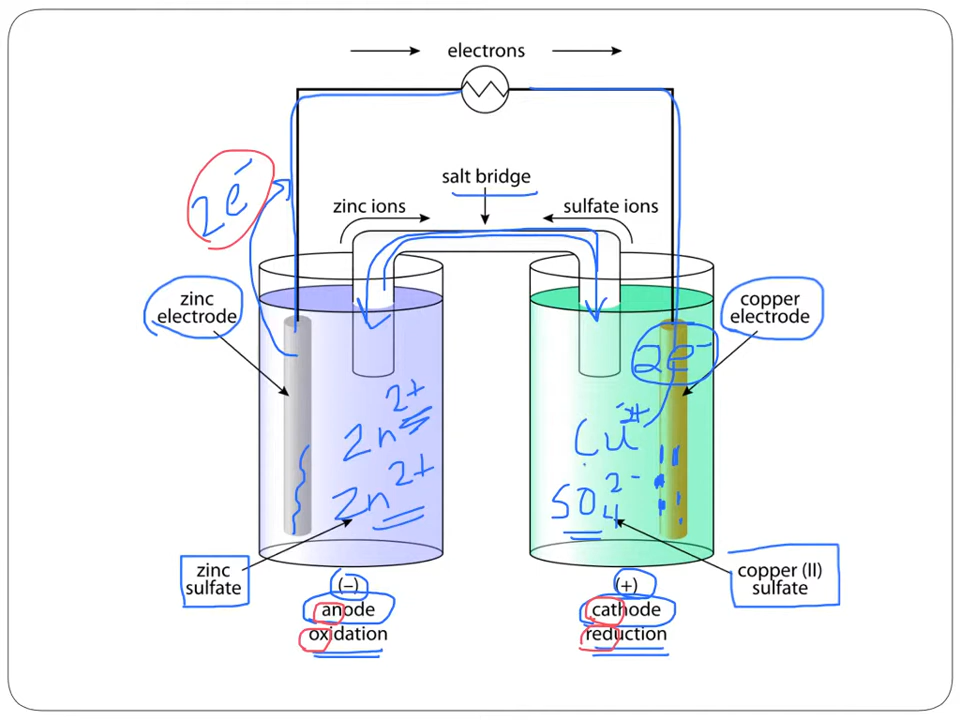 electrons
salt bridge
zinc ions
sulfate ions
2e⁻
zinc
electrode
copper
electrode
2e⁻
Zn²⁺
Cu²⁺
Zn²⁺
SO₄²⁻
zinc
sulfate
copper (II)
sulfate
(–)
anode
oxidation
(+)
cathode
reduction